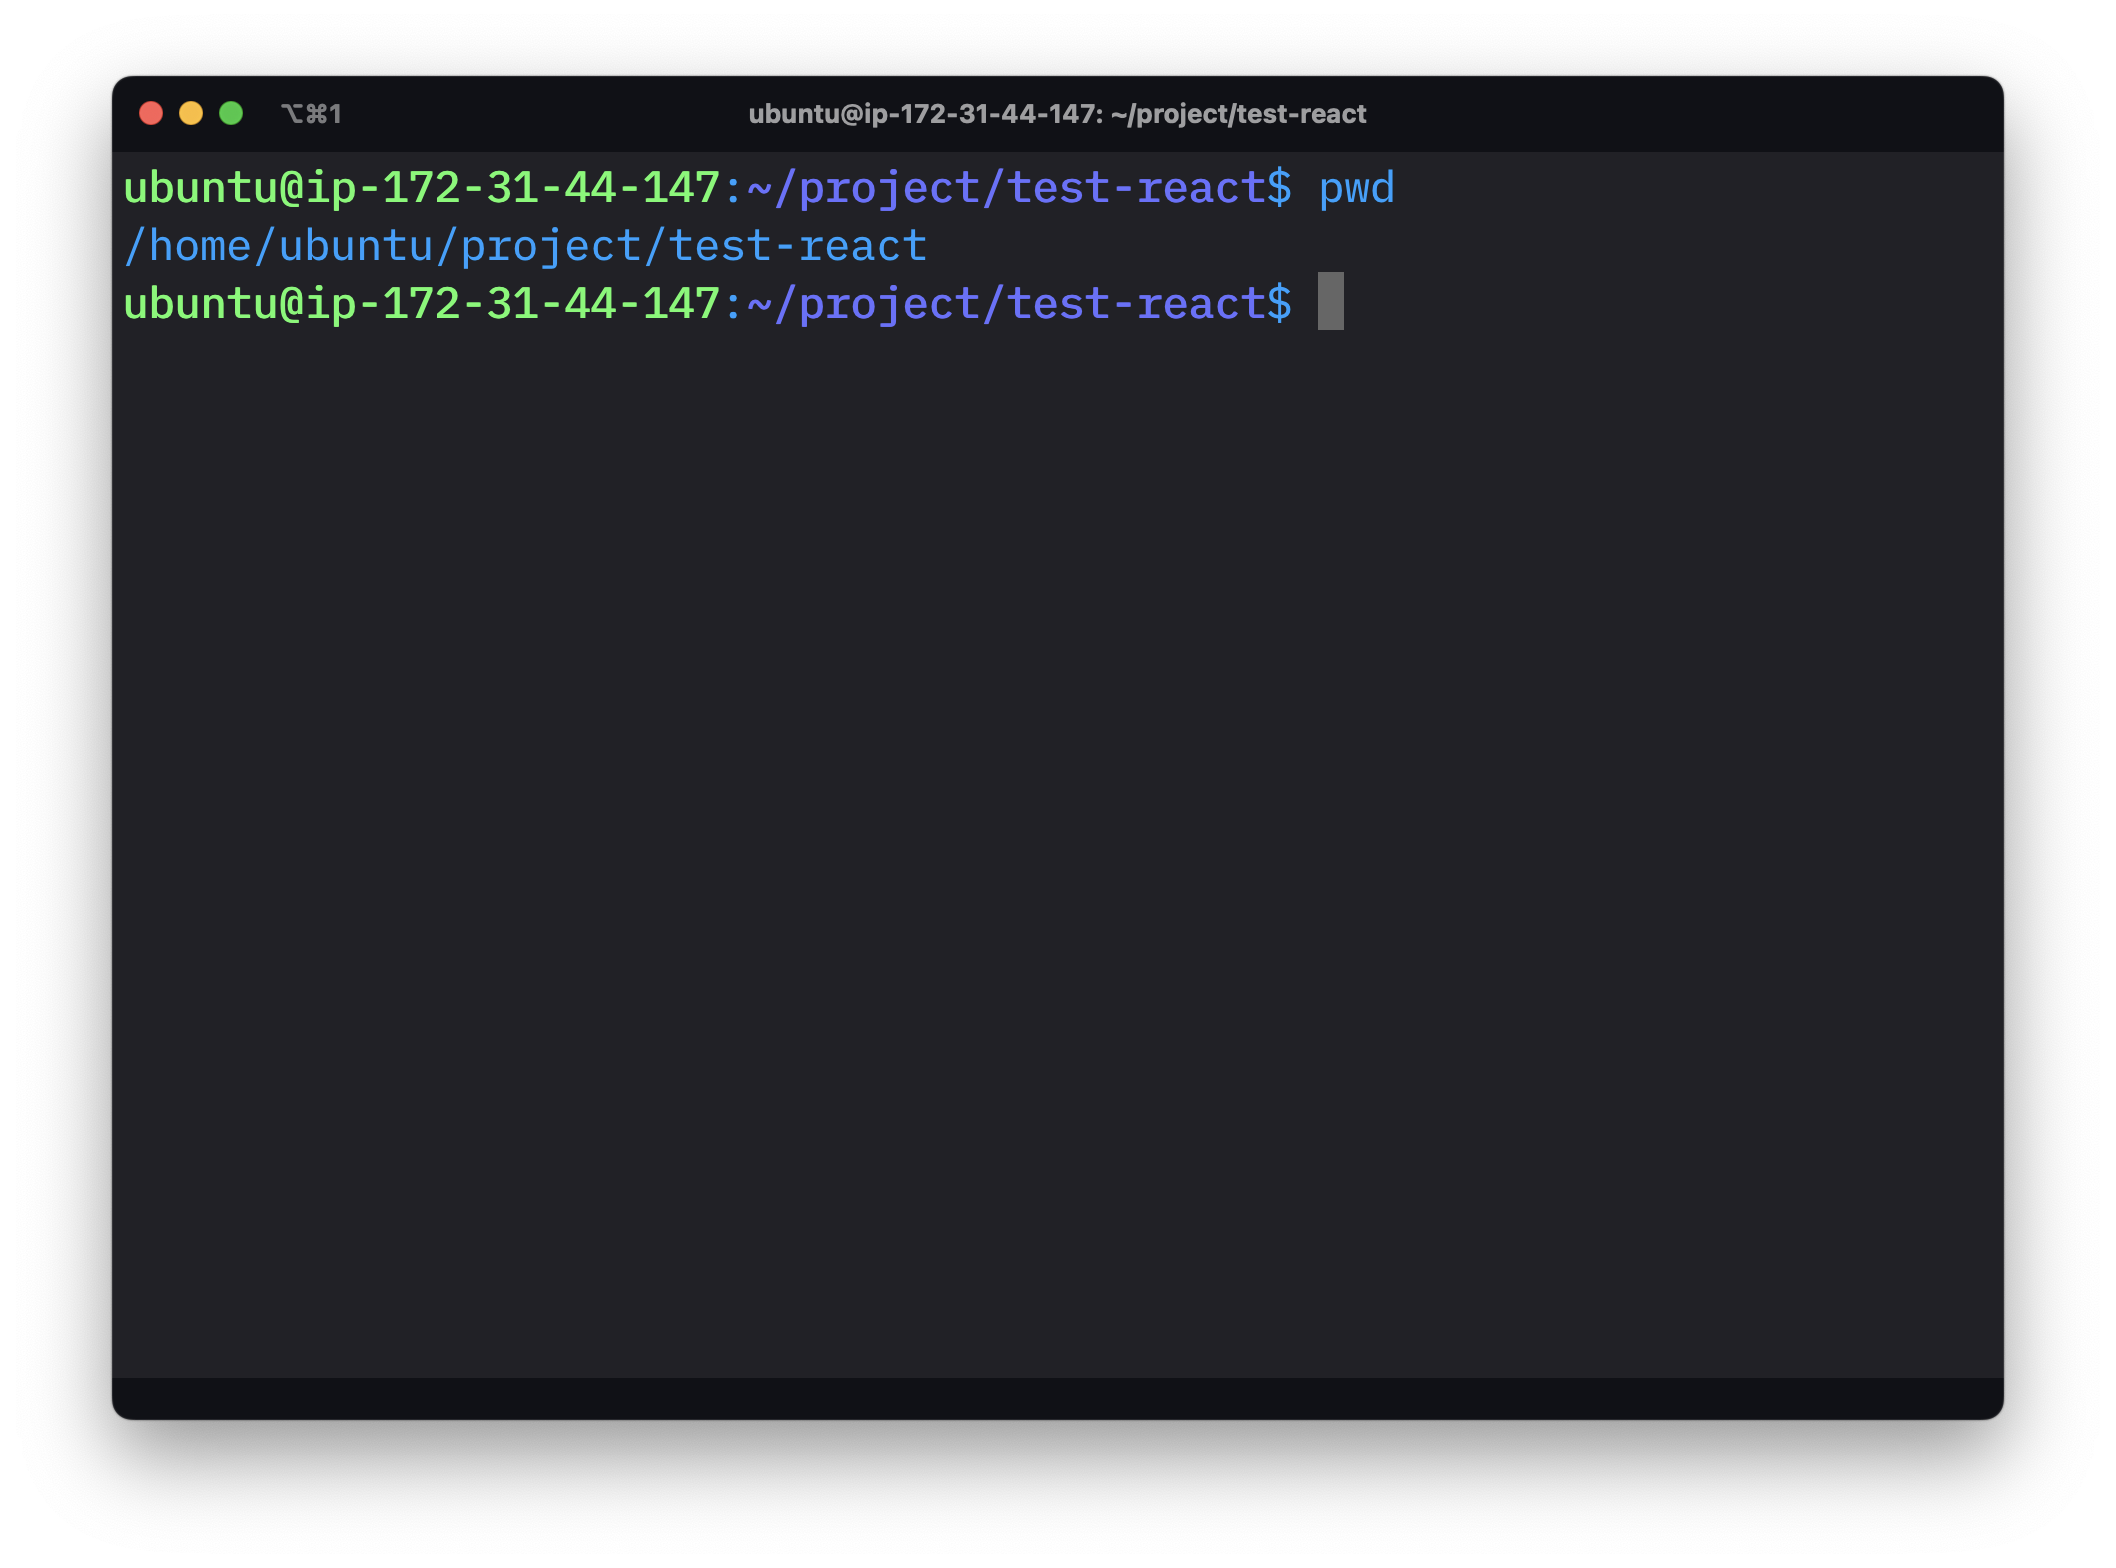 ⌥⌘1 ubuntu@ip-172-31-44-147: ~/project/test-react
ubuntu@ip-172-31-44-147:~/project/test-react$ pwd
/home/ubuntu/project/test-react
ubuntu@ip-172-31-44-147:~/project/test-react$